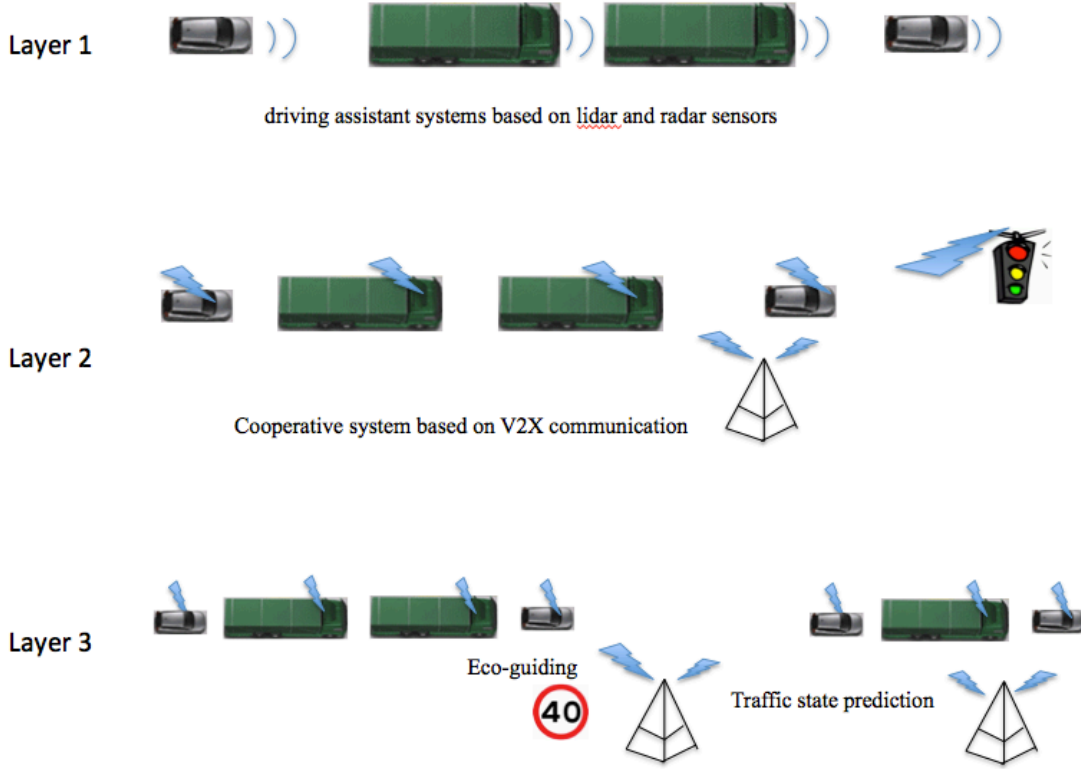 Layer 1
driving assistant systems based on lidar and radar sensors
Layer 2
Cooperative system based on V2X communication
Layer 3
Eco-guiding
40
Traffic state prediction